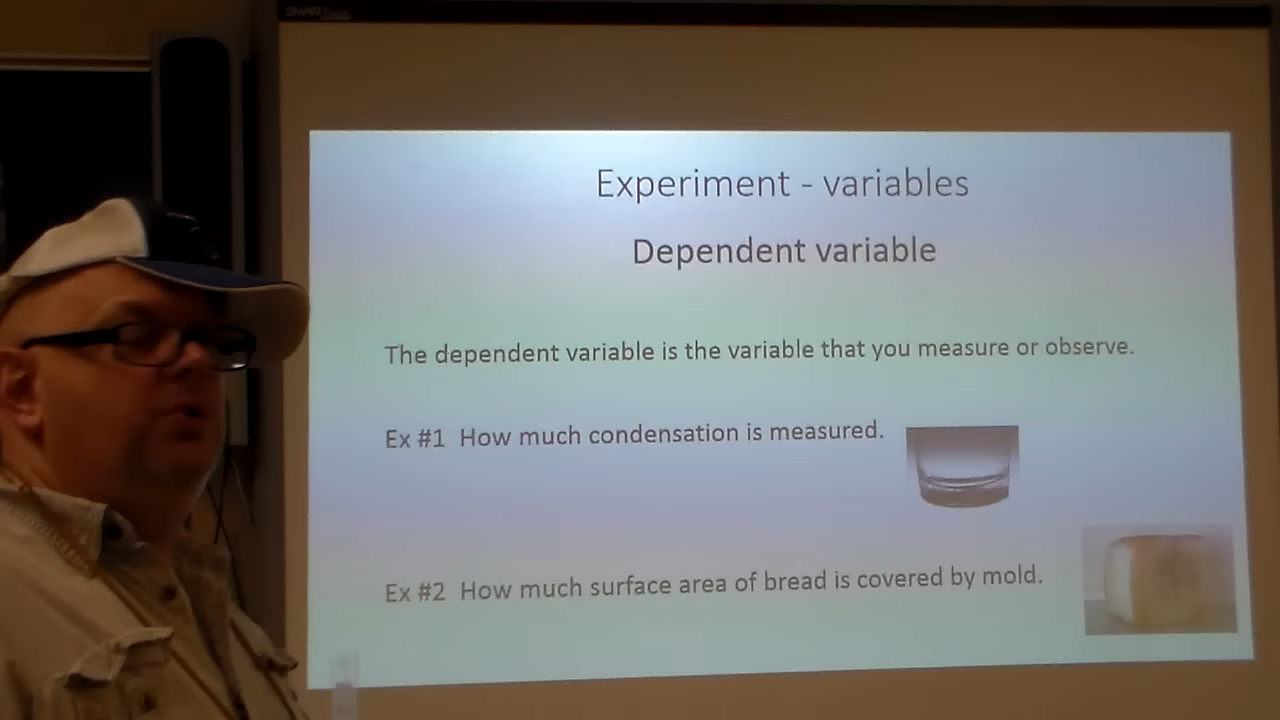 SMART
Experiment - variables
Dependent variable
The dependent variable is the variable that you measure or observe.
Ex #1 How much condensation is measured.
Ex #2 How much surface area of bread is covered by mold.